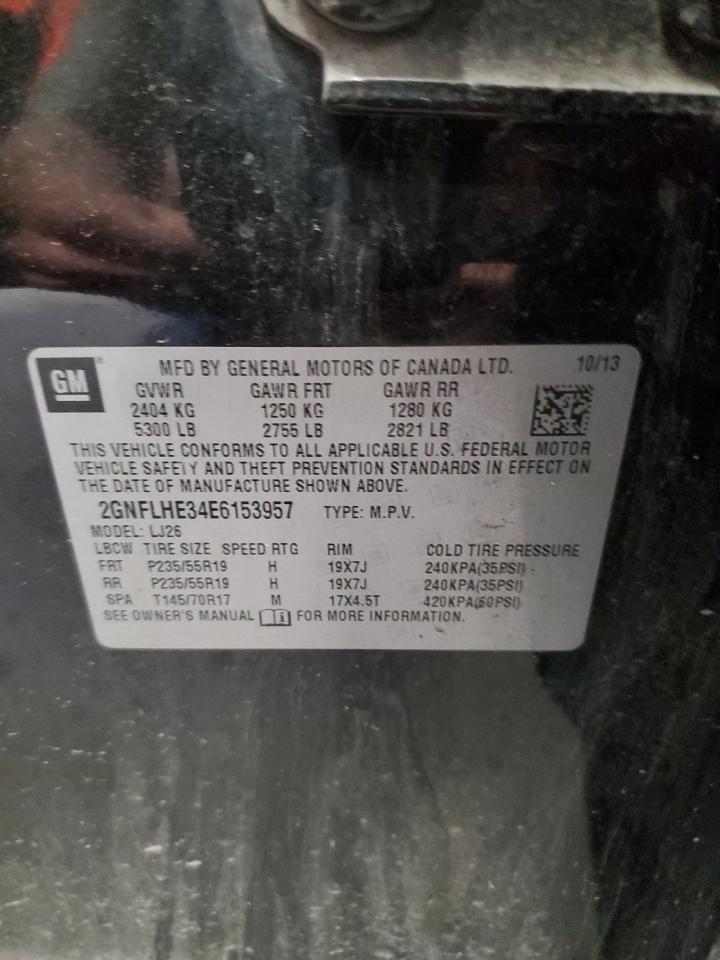 GM
MFD BY GENERAL MOTORS OF CANADA LTD. 10/13
GVWR GAWR FRT GAWR RR
2404 KG 1250 KG 1280 KG
5300 LB 2755 LB 2821 LB
THIS VEHICLE CONFORMS TO ALL APPLICABLE U.S. FEDERAL MOTOR
VEHICLE SAFETY AND THEFT PREVENTION STANDARDS IN EFFECT ON
THE DATE OF MANUFACTURE SHOWN ABOVE.
2GNFLHE34E6153957 TYPE: M.P.V.
MODEL: LJ26
LBCW TIRE SIZE SPEED RTG RIM COLD TIRE PRESSURE
FRT P235/55R19 H 19X7J 240KPA(35PSI)
RR P235/55R19 H 19X7J 240KPA(35PSI)
SPA T145/70R17 M 17X4.5T 420KPA(60PSI)
SEE OWNER'S MANUAL FOR MORE INFORMATION.